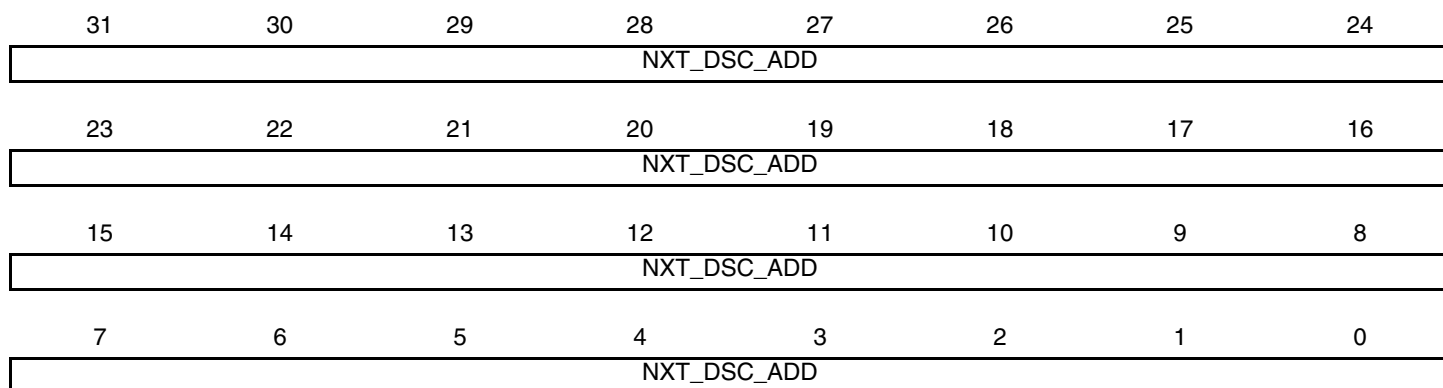 31 30 29 28 27 26 25 24
NXT_DSC_ADD
23 22 21 20 19 18 17 16
NXT_DSC_ADD
15 14 13 12 11 10 9 8
NXT_DSC_ADD
7 6 5 4 3 2 1 0
NXT_DSC_ADD